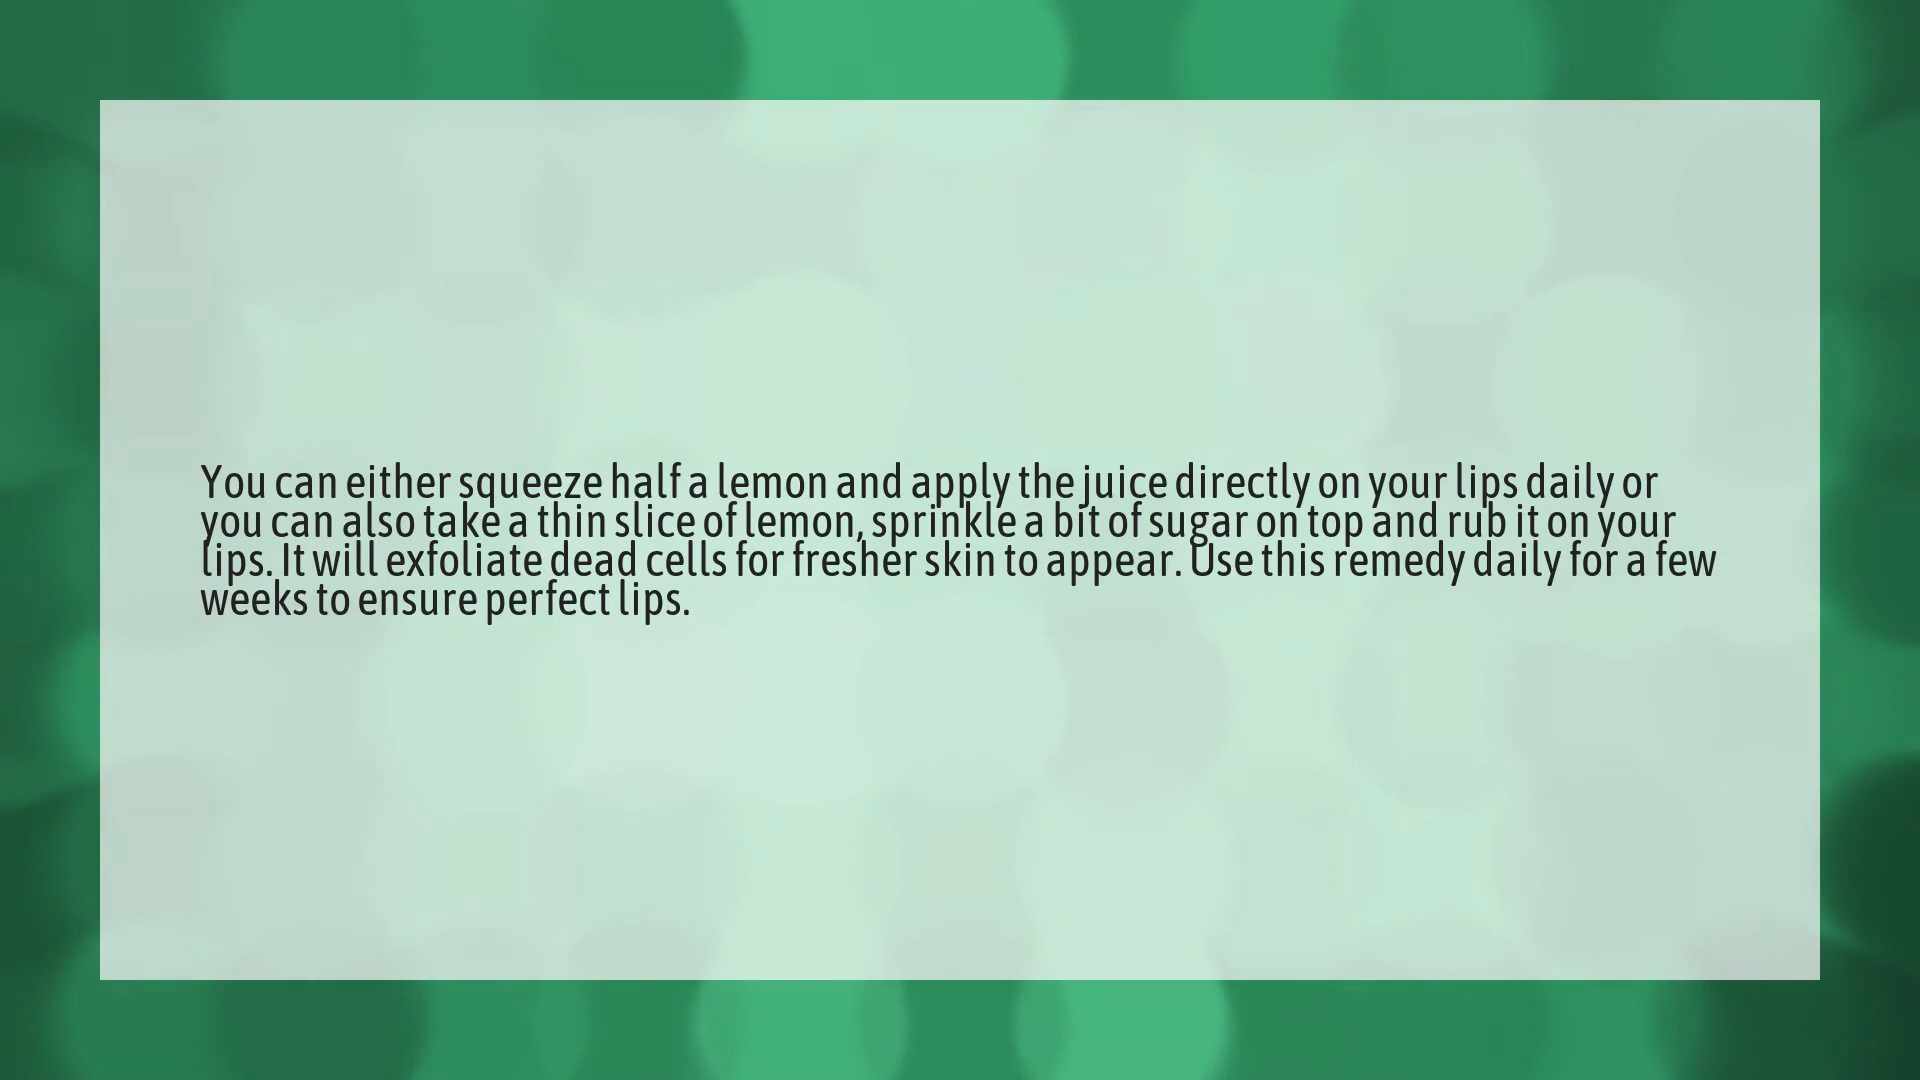 You can either squeeze half a lemon and apply the juice directly on your lips daily or
you can also take a thin slice of lemon, sprinkle a bit of sugar on top and rub it on your
lips. It will exfoliate dead cells for fresher skin to appear. Use this remedy daily for a few
weeks to ensure perfect lips.